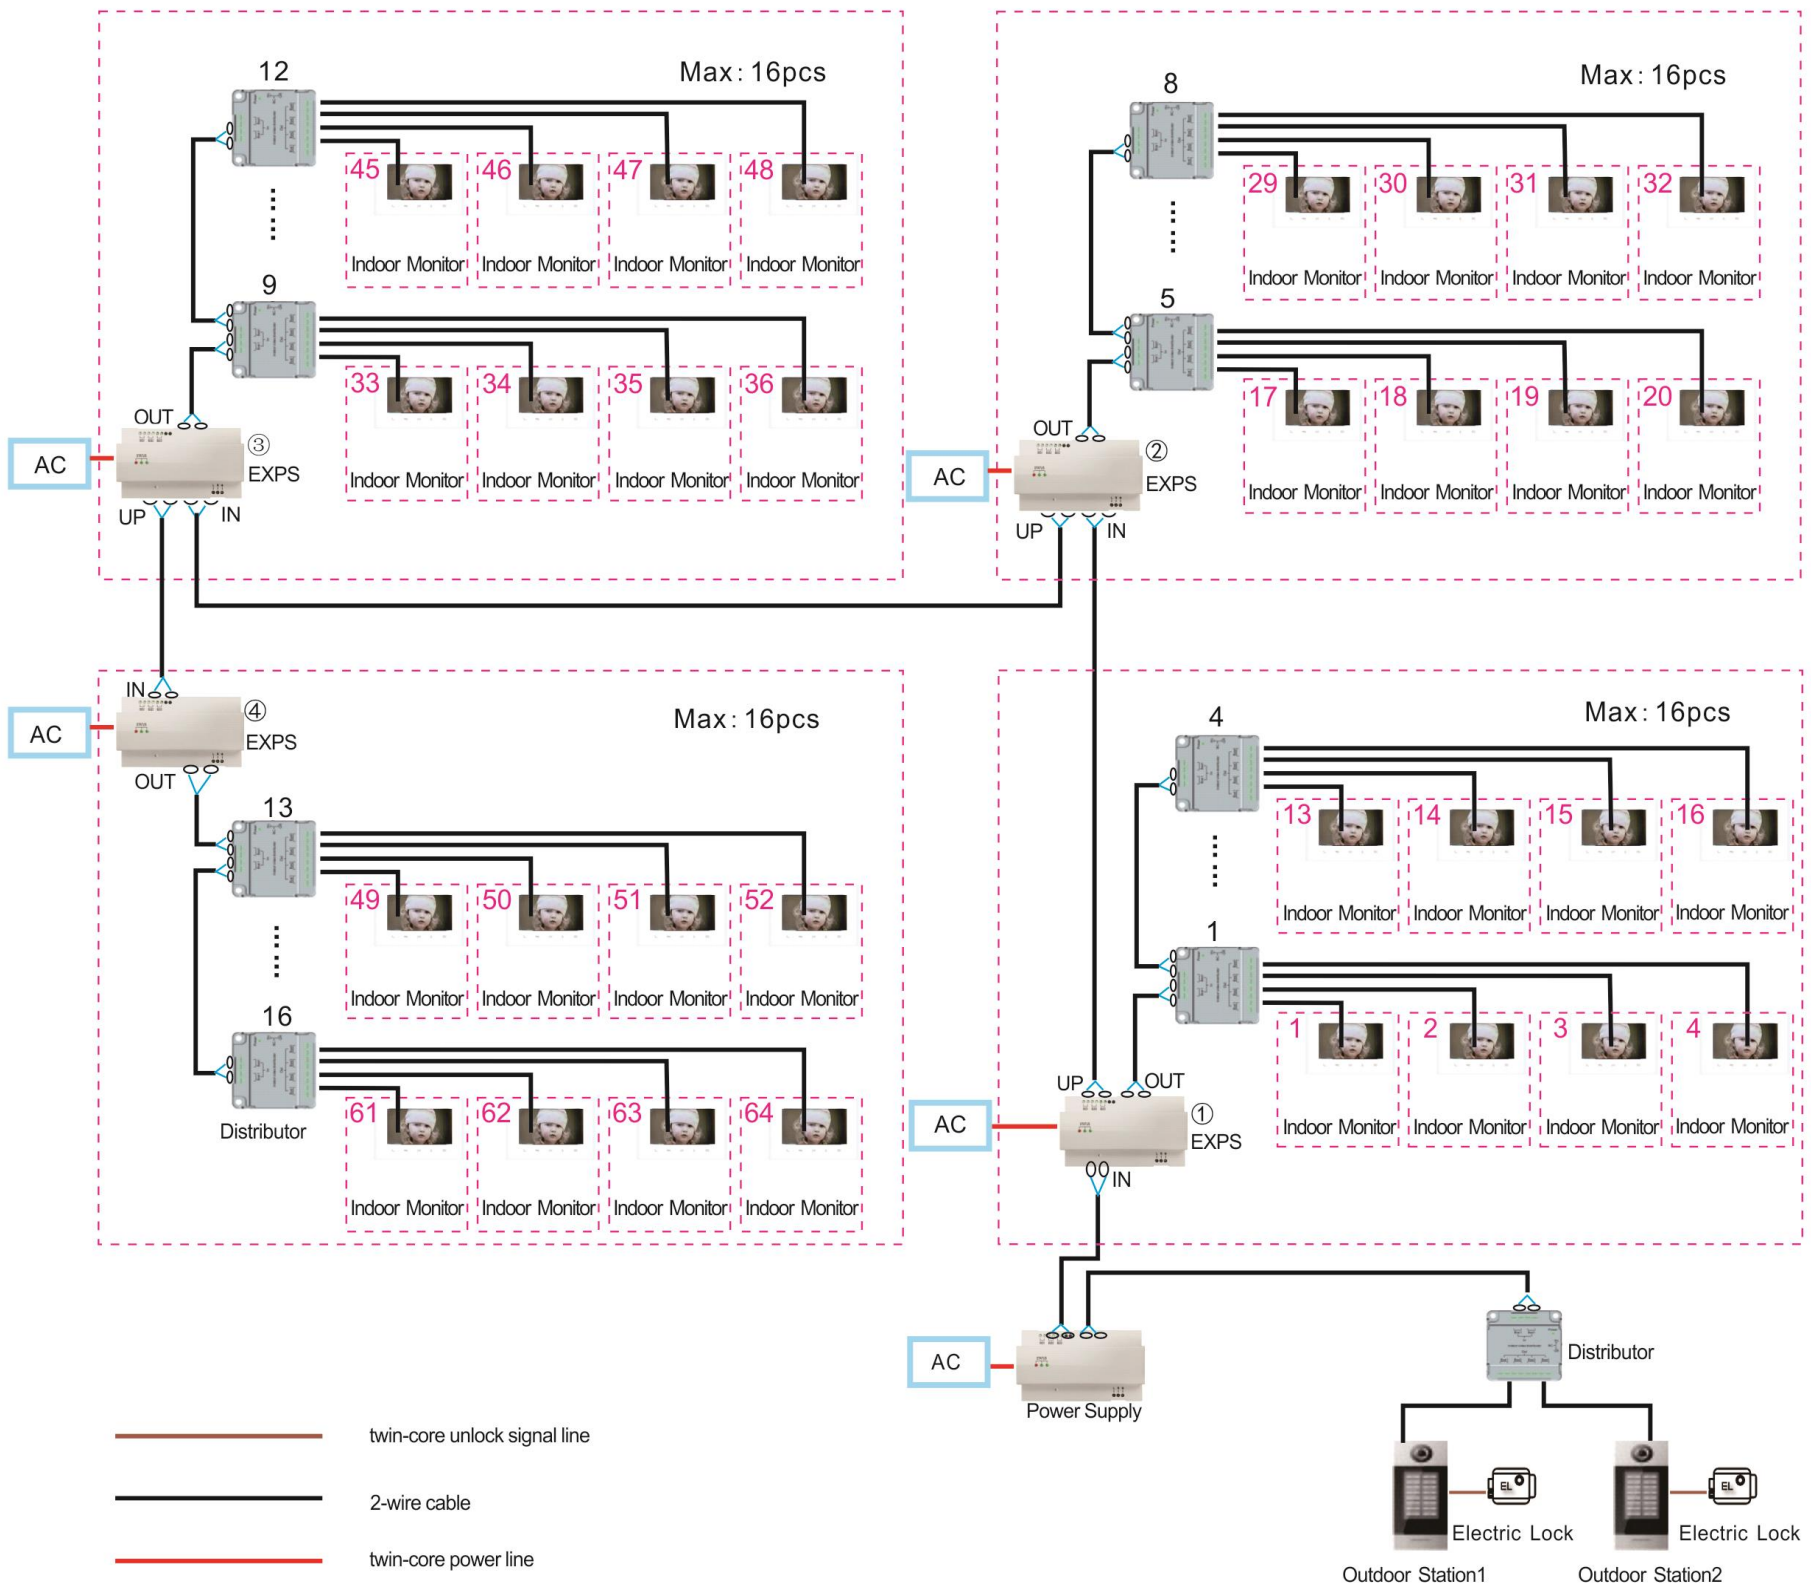 12
Max: 16pcs
45 46 47 48
Indoor Monitor Indoor Monitor Indoor Monitor Indoor Monitor
9
33 34 35 36
Indoor Monitor Indoor Monitor Indoor Monitor Indoor Monitor
OUT
AC
③
EXPS
UP
IN
8
Max: 16pcs
29 30 31 32
Indoor Monitor Indoor Monitor Indoor Monitor Indoor Monitor
5
17 18 19 20
Indoor Monitor Indoor Monitor Indoor Monitor Indoor Monitor
OUT
AC
②
EXPS
UP
IN
IN
AC
④
EXPS
OUT
Max: 16pcs
13
49 50 51 52
Indoor Monitor Indoor Monitor Indoor Monitor Indoor Monitor
16
Distributor
61 62 63 64
Indoor Monitor Indoor Monitor Indoor Monitor Indoor Monitor
4
Max: 16pcs
13 14 15 16
Indoor Monitor Indoor Monitor Indoor Monitor Indoor Monitor
1
1 2 3 4
Indoor Monitor Indoor Monitor Indoor Monitor Indoor Monitor
UP
OUT
AC
①
EXPS
IN
AC
Power Supply
Distributor
EL
EL
Electric Lock
Electric Lock
Outdoor Station1
Outdoor Station2
twin-core unlock signal line
2-wire cable
twin-core power line